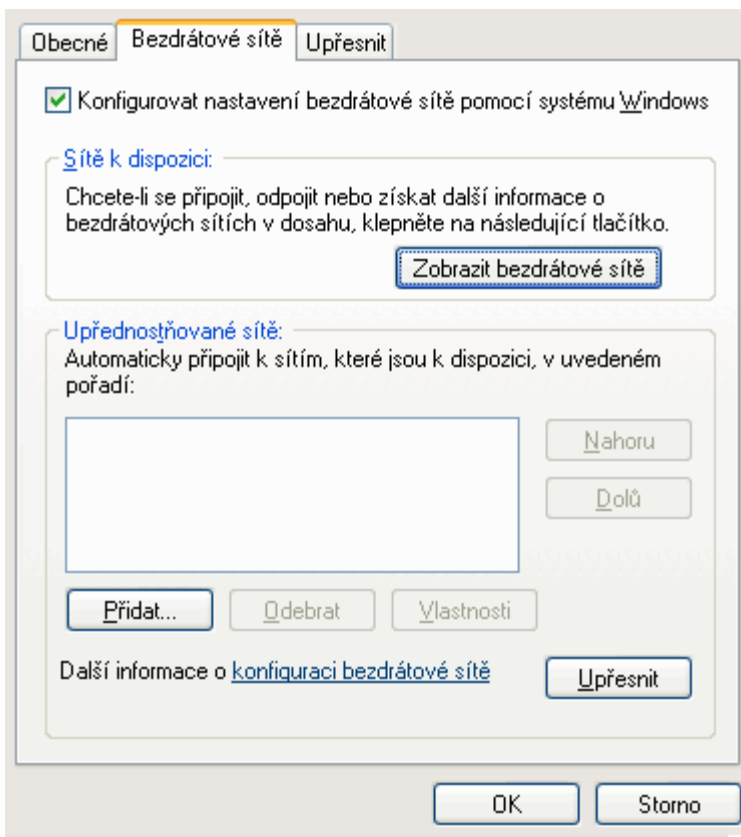 Obecné
Bezdrátové sítě
Upřesnit
Konfigurovat nastavení bezdrátové sítě pomocí systému Windows
Sítě k dispozici:
Chcete-li se připojit, odpojit nebo získat další informace o
bezdrátových sítích v dosahu, klepněte na následující tlačítko.
Zobrazit bezdrátové sítě
Upřednostňované sítě:
Automaticky připojit k sítím, které jsou k dispozici, v uvedeném
pořadí:
Nahoru
Dolů
Přidat...
Odebrat
Vlastnosti
Další informace o konfiguraci bezdrátové sítě
Upřesnit
OK
Storno